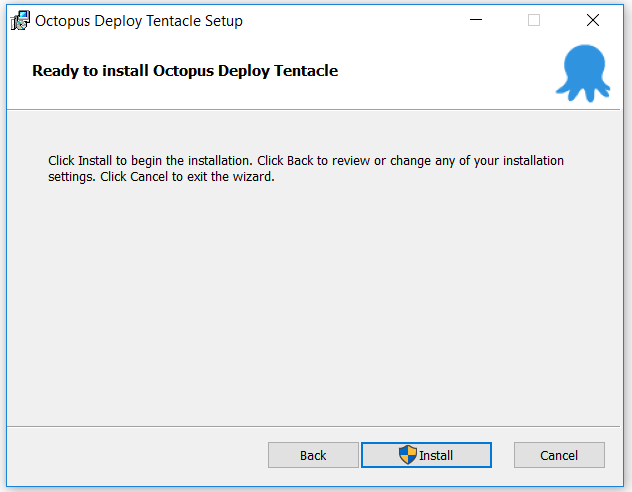 Octopus Deploy Tentacle Setup
Ready to install Octopus Deploy Tentacle
Click Install to begin the installation. Click Back to review or change any of your installation
settings. Click Cancel to exit the wizard.
Back Install Cancel